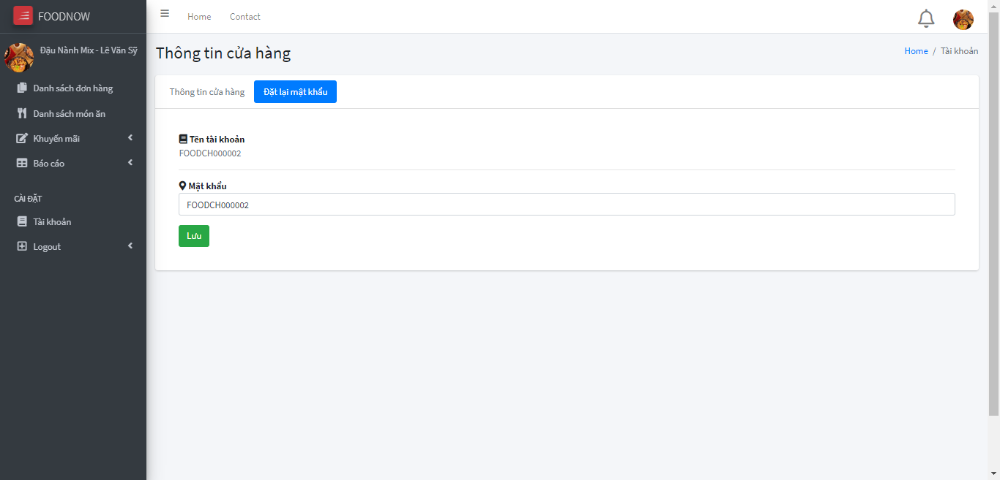 FOODNOW
Home
Contact
Đậu Nành Mix - Lê Văn Sỹ
Danh sách đơn hàng
Danh sách món ăn
Khuyến mãi
Báo cáo
CÀI ĐẶT
Tài khoản
Logout
Thông tin cửa hàng
Home / Tài khoản
Thông tin cửa hàng
Đặt lại mật khẩu
Tên tài khoản
FOODCH000002
Mật khẩu
FOODCH000002
Lưu